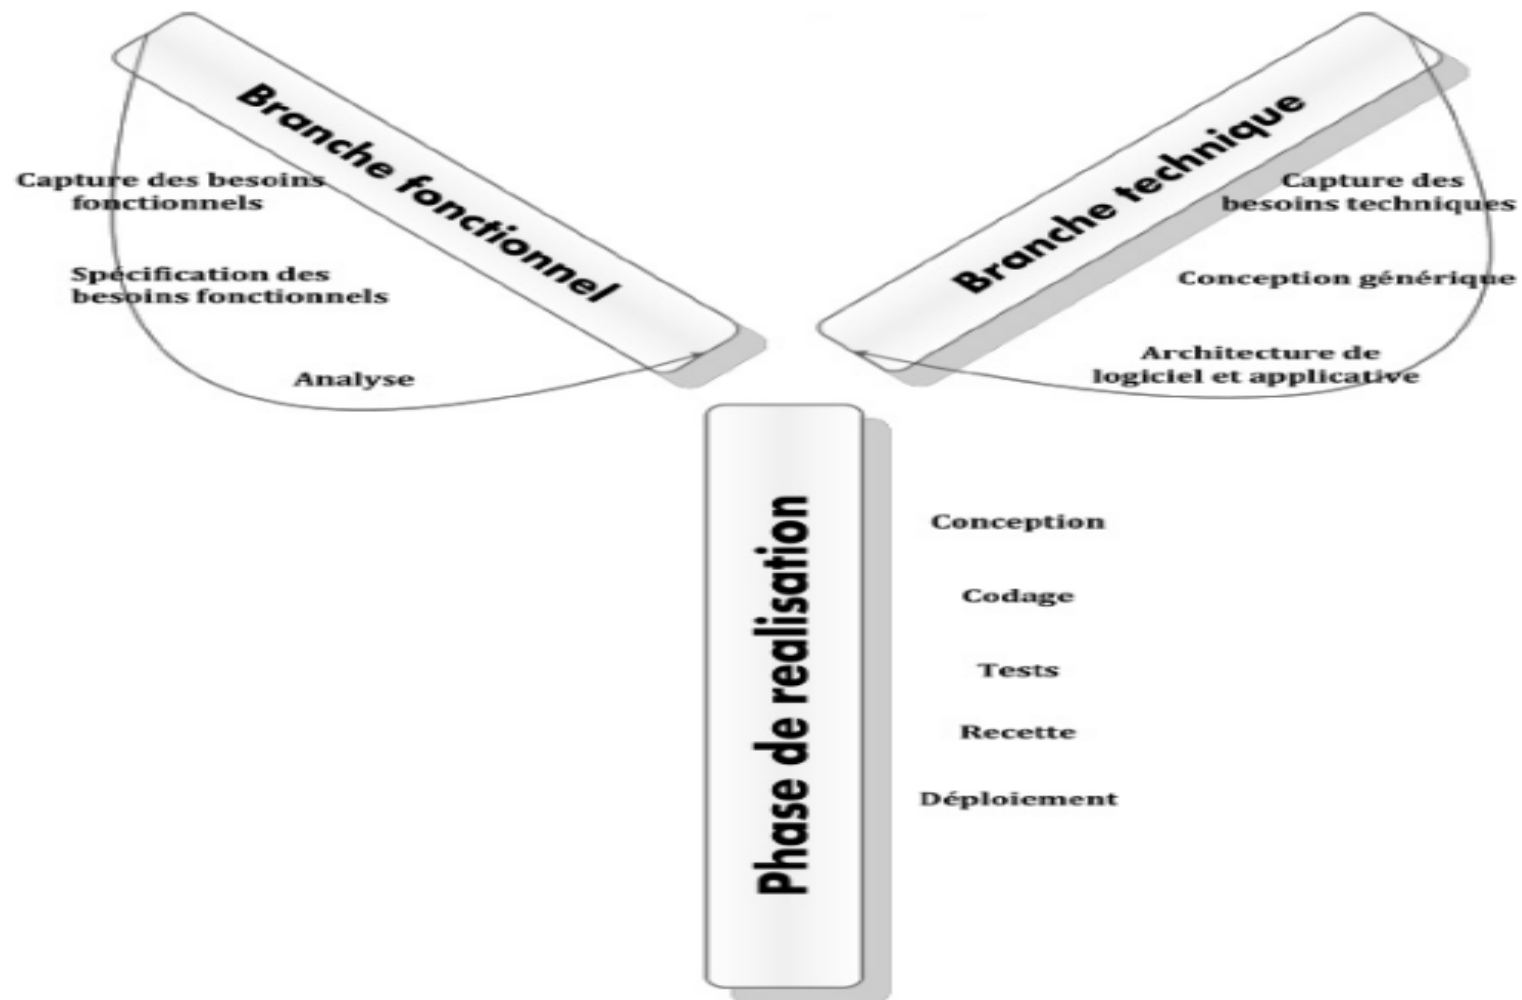 Branche fonctionnel
Capture des besoins
fonctionnels
Spécification des
besoins fonctionnels
Analyse
Branche technique
Capture des
besoins techniques
Conception générique
Architecture de
logiciel et applicative
Phase de realisation
Conception
Codage
Tests
Recette
Déploiement